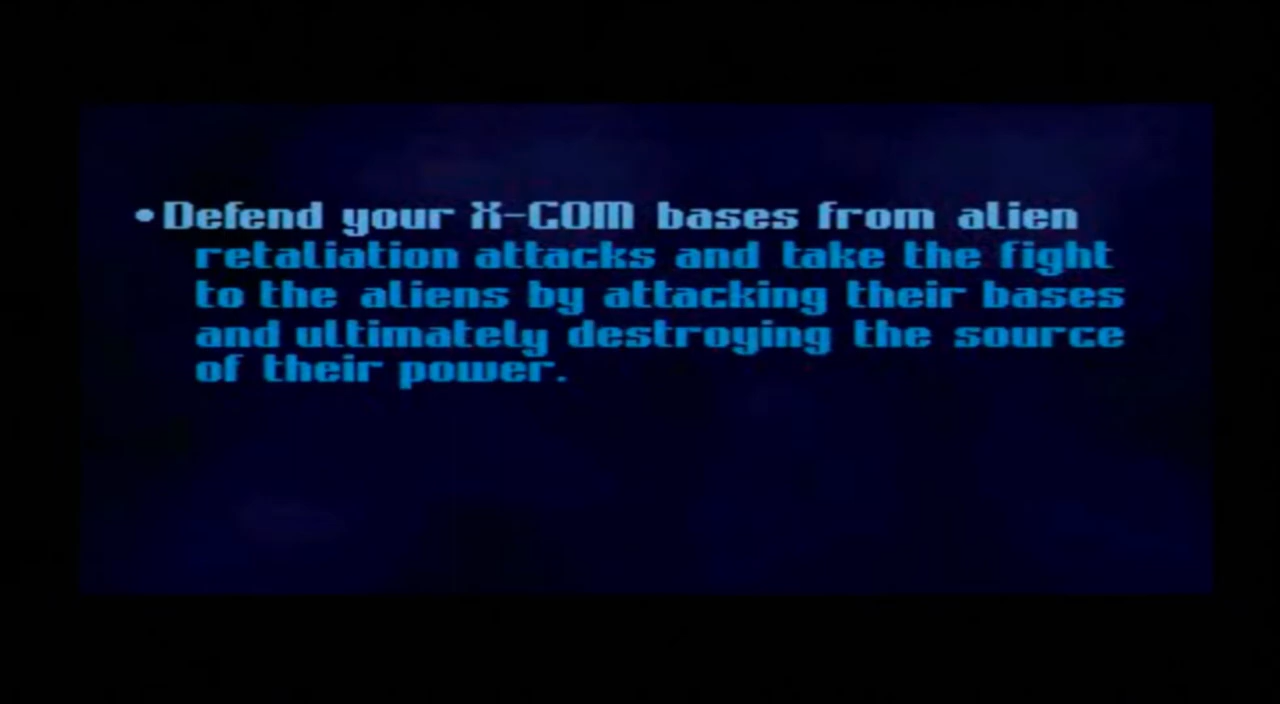 •Defend your X-COM bases from alien
retaliation attacks and take the fight
to the aliens by attacking their bases
and ultimately destroying the source
of their power.